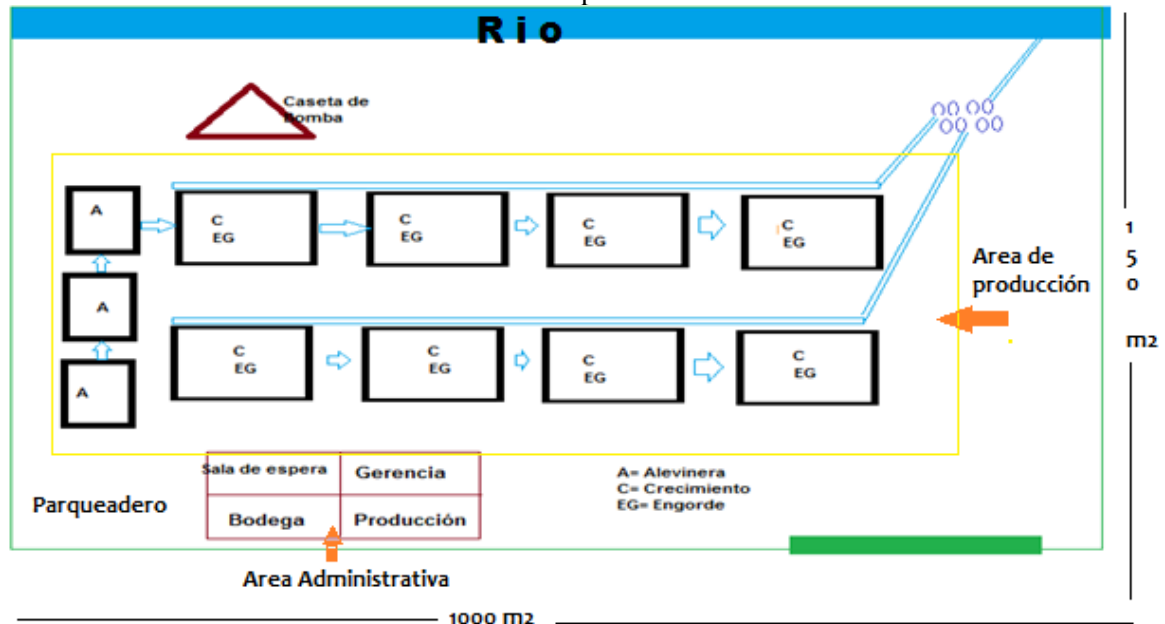 R i o
Caseta de
Bomba
A
C
EG
C
EG
C
EG
C
EG
A
Area de
producción
1
5
0
m2
A
C
EG
C
EG
C
EG
C
EG
Sala de espera
Gerencia
Bodega
Producción
A= Alevinera
C= Crecimiento
EG= Engorde
Parqueadero
Area Administrativa
1000 m2